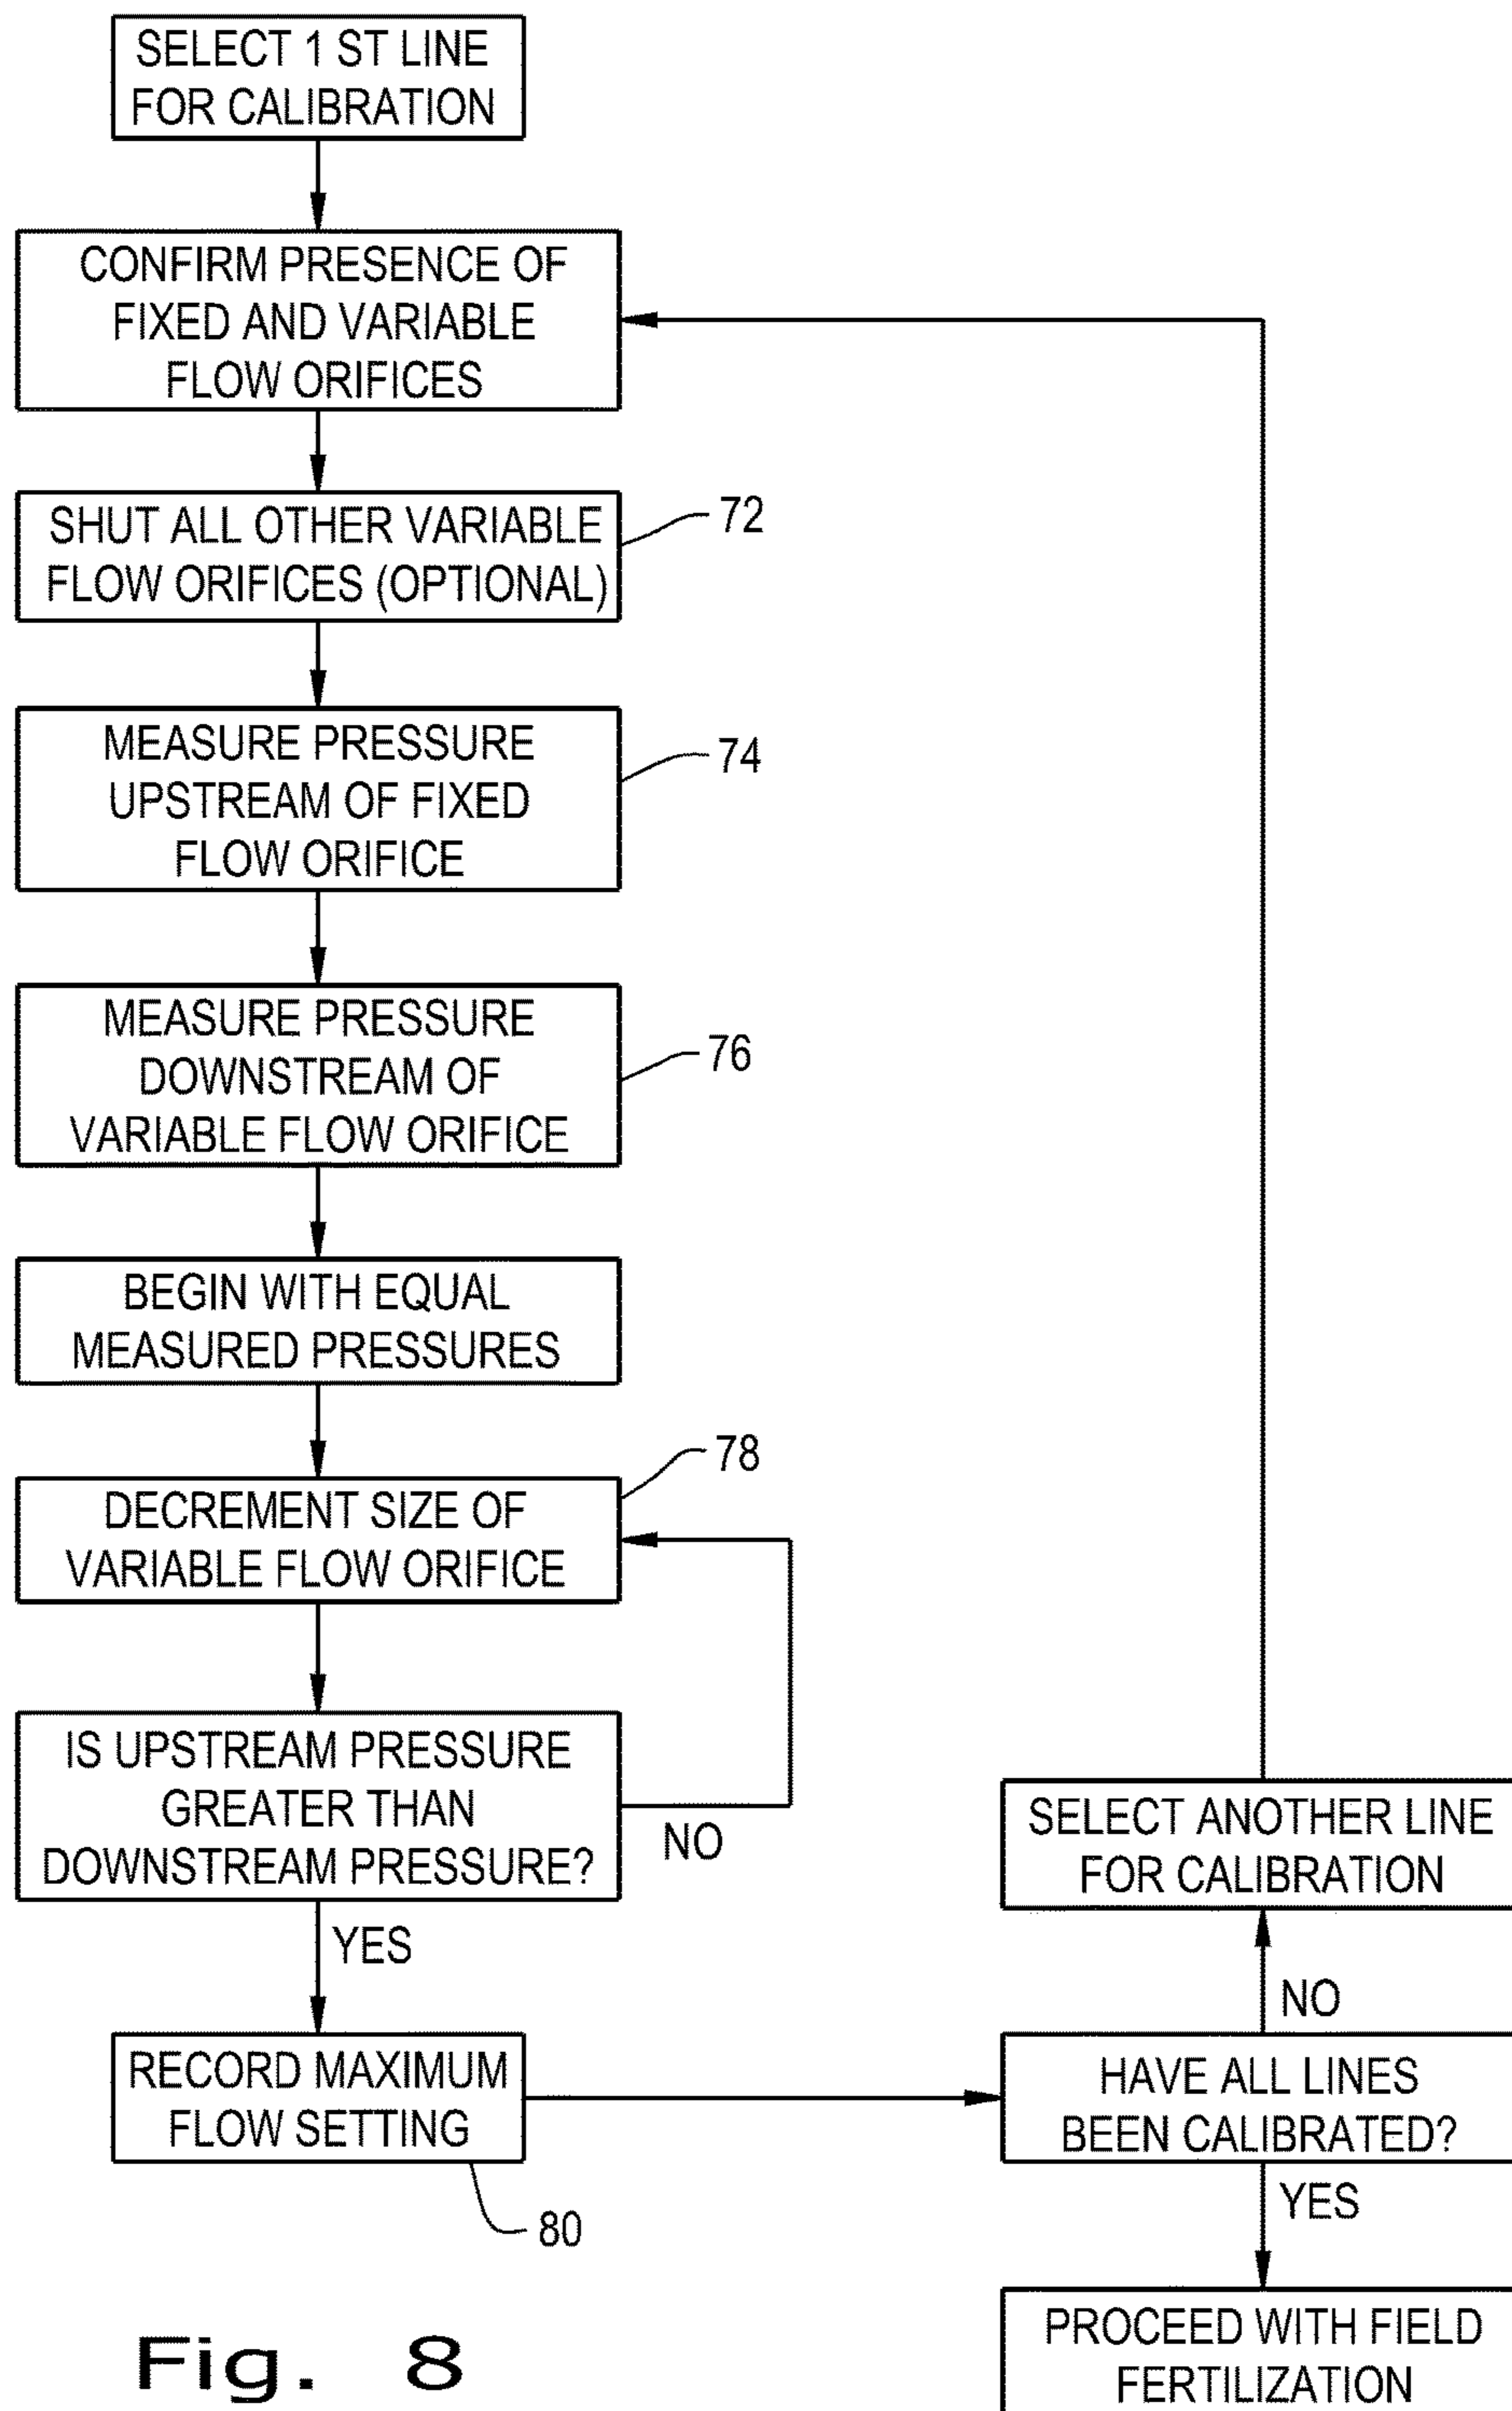 SELECT 1 ST LINE
FOR CALIBRATION
CONFIRM PRESENCE OF
FIXED AND VARIABLE
FLOW ORIFICES
SHUT ALL OTHER VARIABLE
FLOW ORIFICES (OPTIONAL)
72
MEASURE PRESSURE
UPSTREAM OF FIXED
FLOW ORIFICE
74
MEASURE PRESSURE
DOWNSTREAM OF
VARIABLE FLOW ORIFICE
76
BEGIN WITH EQUAL
MEASURED PRESSURES
78
DECREMENT SIZE OF
VARIABLE FLOW ORIFICE
IS UPSTREAM PRESSURE
GREATER THAN
DOWNSTREAM PRESSURE?
NO
YES
RECORD MAXIMUM
FLOW SETTING
80
HAVE ALL LINES
BEEN CALIBRATED?
NO
SELECT ANOTHER LINE
FOR CALIBRATION
YES
PROCEED WITH FIELD
FERTILIZATION
Fig. 8